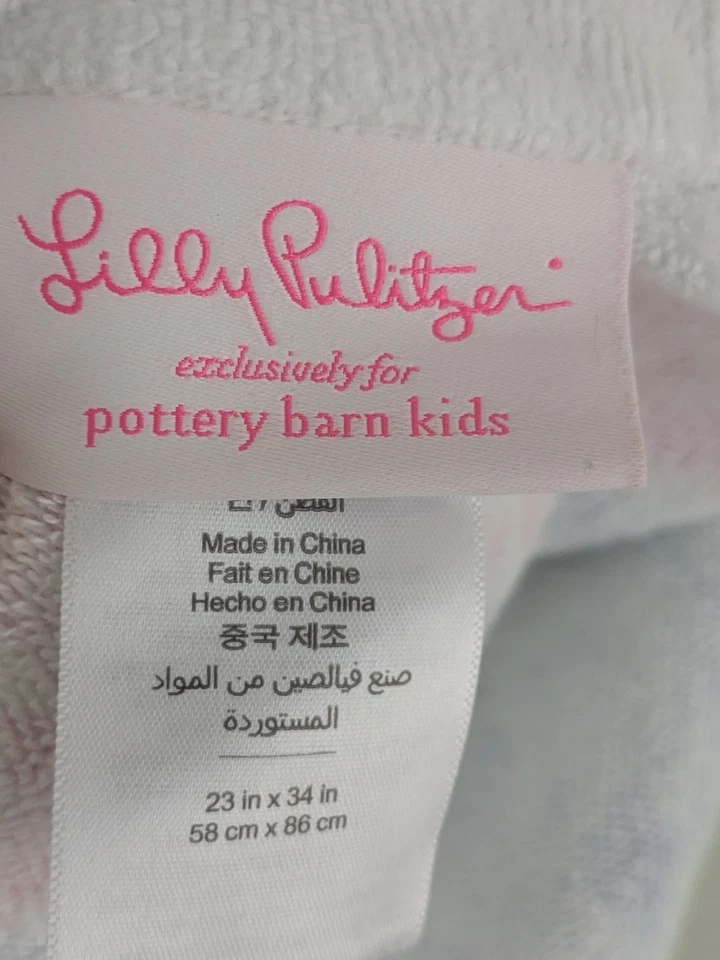 Lilly Pulitzer
exclusively for
pottery barn kids
Made in China
Fait en Chine
Hecho en China
중국 제조
صنع فيالصين من المواد
المستوردة
23 in x 34 in
58 cm x 86 cm